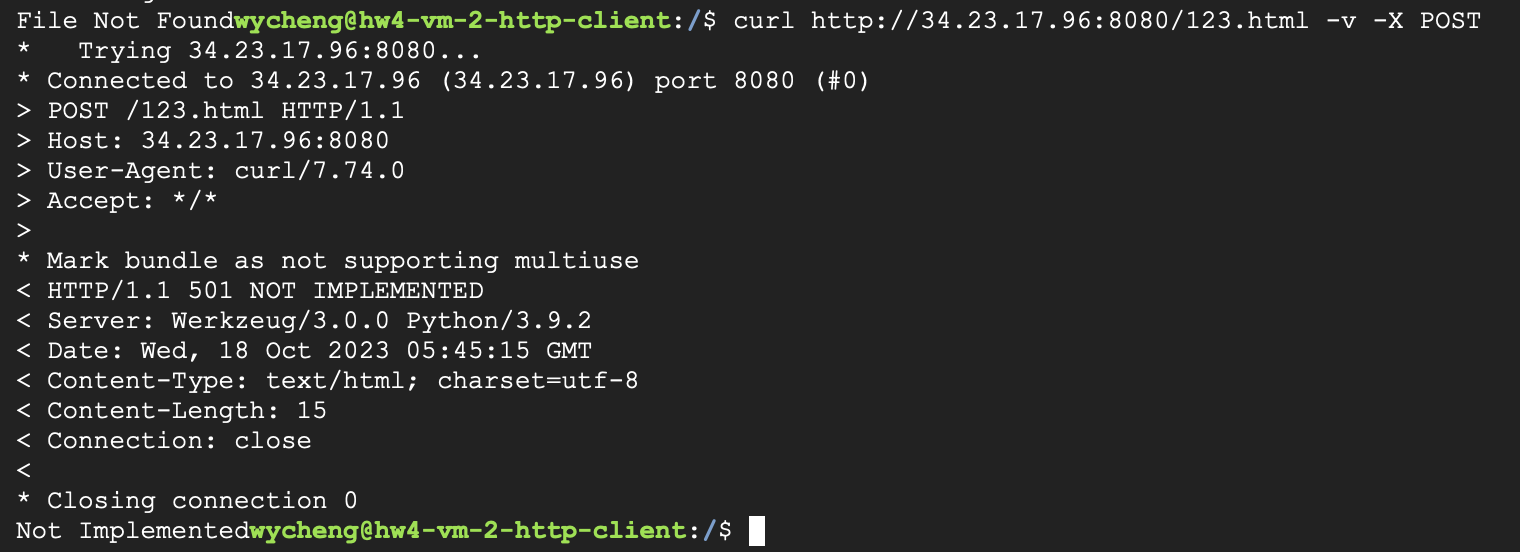 File Not Foundwycheng@hw4-vm-2-http-client:/$ curl http://34.23.17.96:8080/123.html -v -X POST
*   Trying 34.23.17.96:8080...
* Connected to 34.23.17.96 (34.23.17.96) port 8080 (#0)
> POST /123.html HTTP/1.1
> Host: 34.23.17.96:8080
> User-Agent: curl/7.74.0
> Accept: */*
>
* Mark bundle as not supporting multiuse
< HTTP/1.1 501 NOT IMPLEMENTED
< Server: Werkzeug/3.0.0 Python/3.9.2
< Date: Wed, 18 Oct 2023 05:45:15 GMT
< Content-Type: text/html; charset=utf-8
< Content-Length: 15
< Connection: close
<
* Closing connection 0
Not Implementedwycheng@hw4-vm-2-http-client:/$